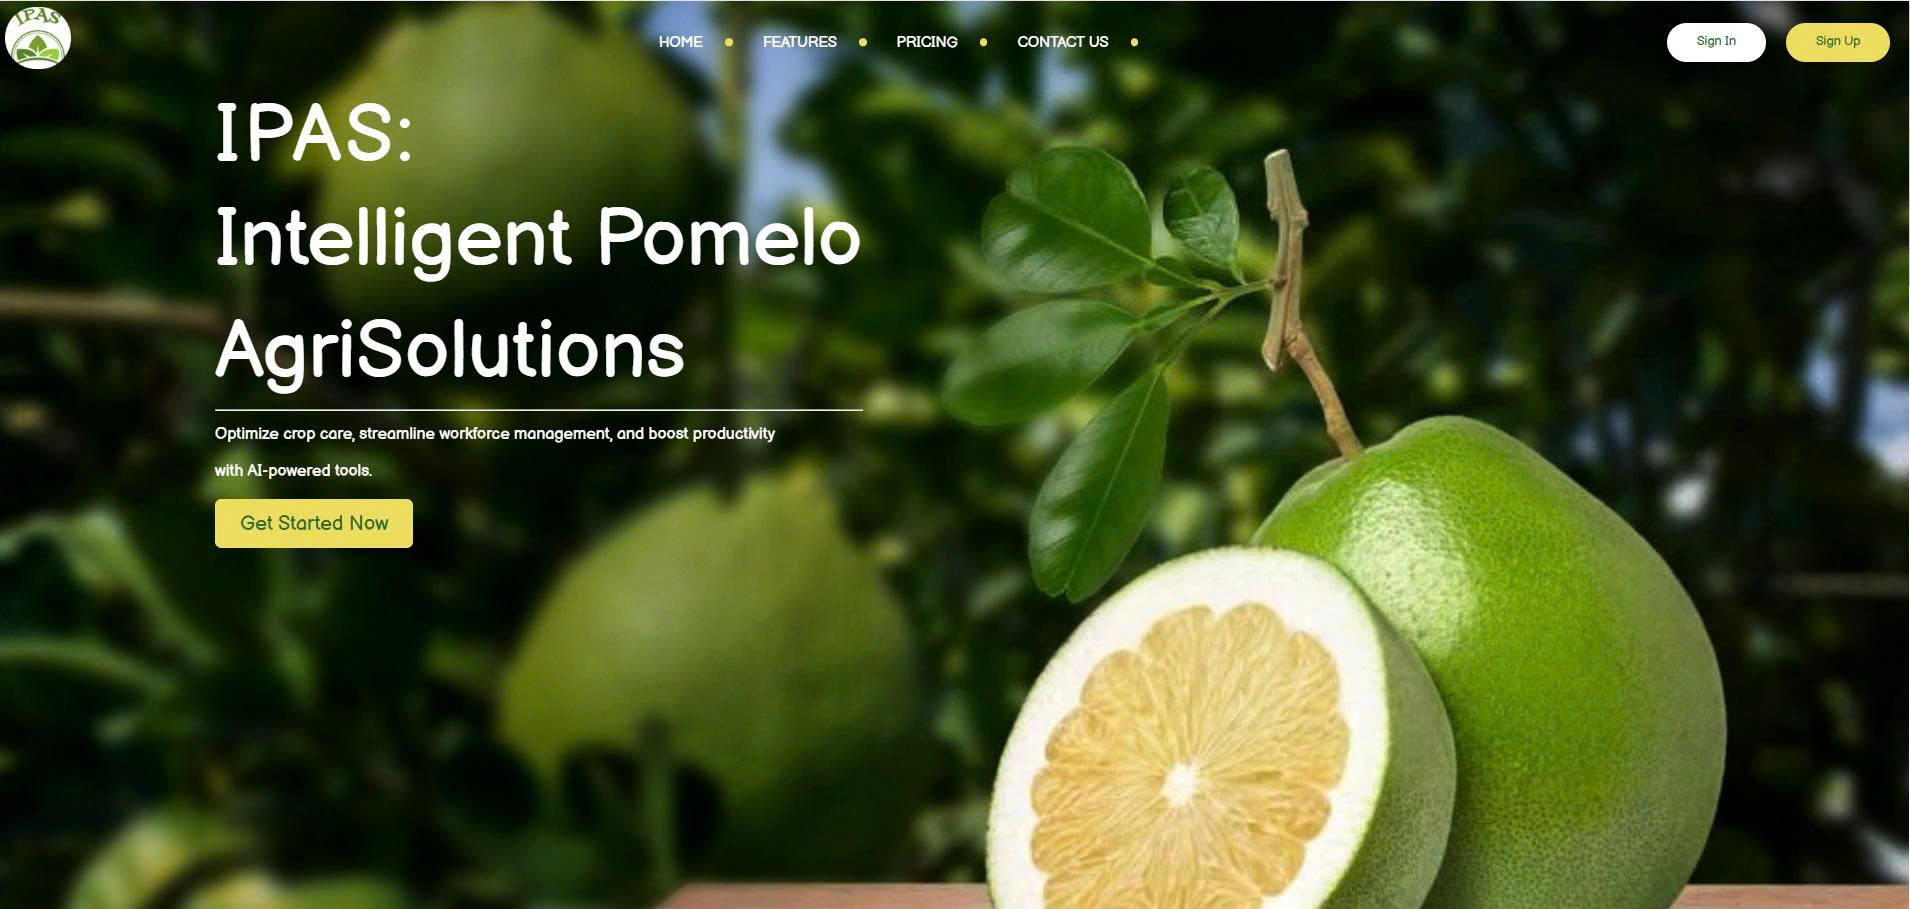 IPAS
HOME
FEATURES
PRICING
CONTACT US
Sign In
Sign Up
IPAS:
Intelligent Pomelo
AgriSolutions
Optimize crop care, streamline workforce management, and boost productivity
with AI-powered tools.
Get Started Now